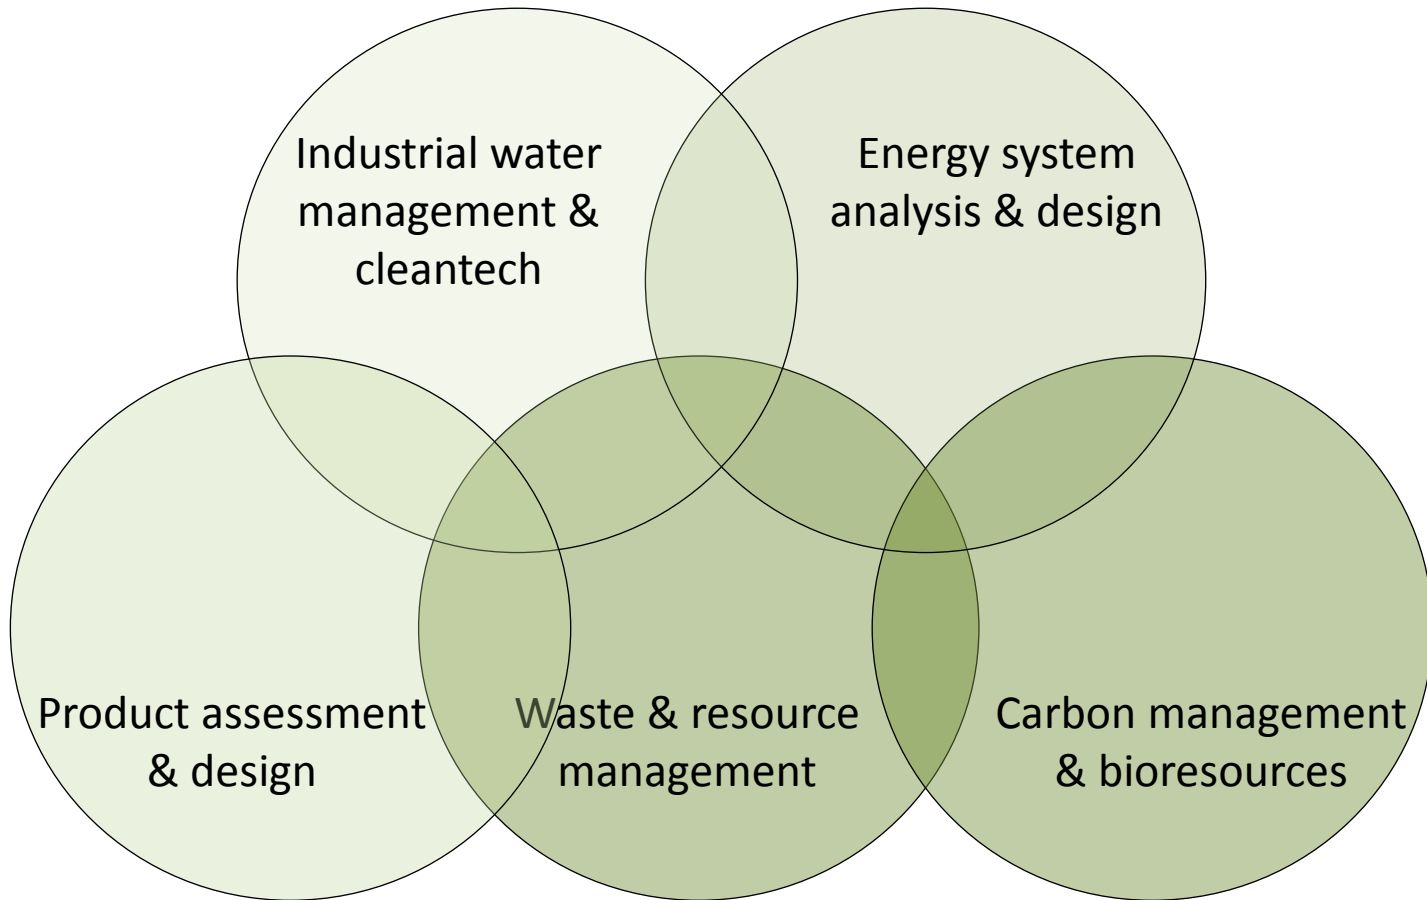 Industrial water
management &
cleantech
Energy system
analysis & design
Product assessment
& design
Waste & resource
management
Carbon management
& bioresources